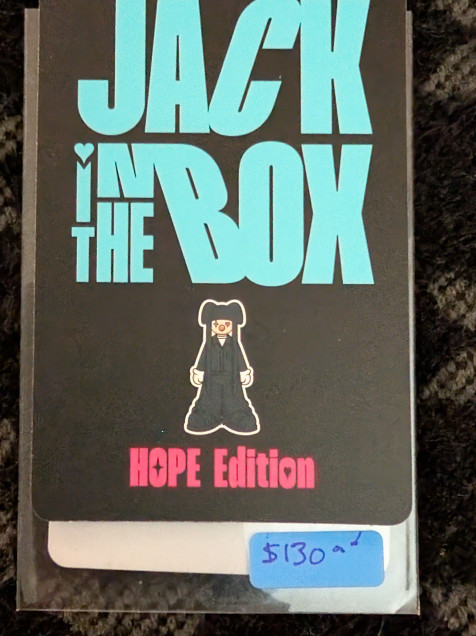 JACK
iN
THE
BOX
HOPE Edition
$130